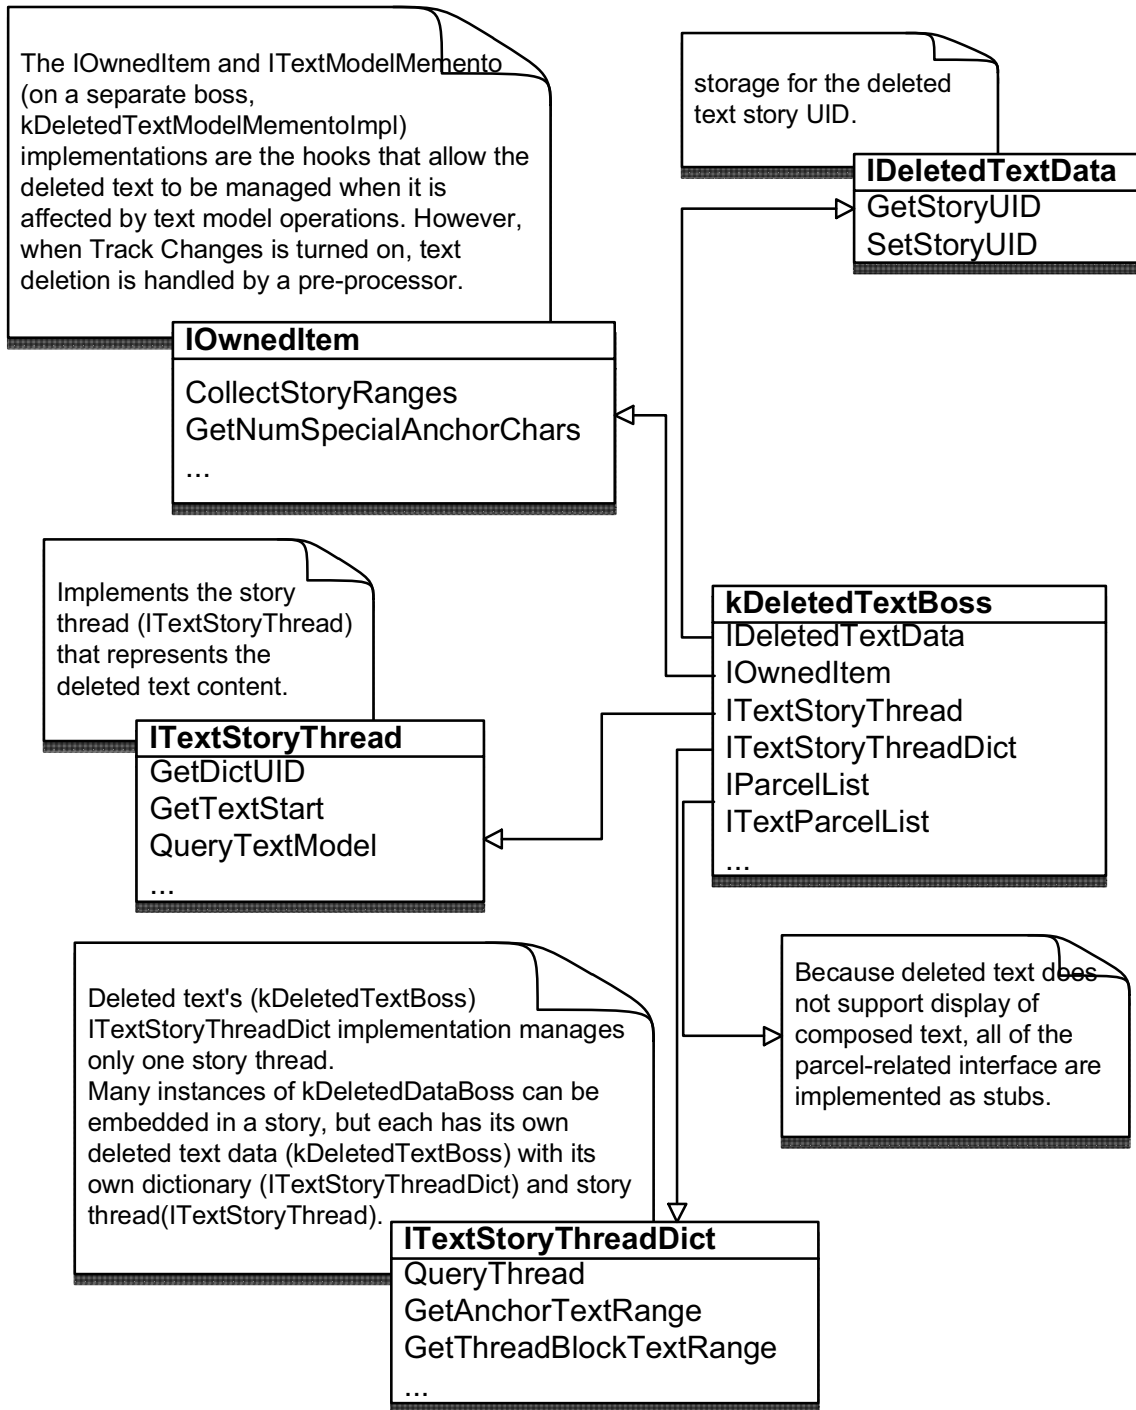 The IOwnedItem and ITextModelMemento
(on a separate boss,
kDeletedTextModelMementoImpl)
implementations are the hooks that allow the
deleted text to be managed when it is
affected by text model operations. However,
when Track Changes is turned on, text
deletion is handled by a pre-processor.
storage for the deleted
text story UID.
IDeletedTextData
GetStoryUID
SetStoryUID
IOwnedItem
CollectStoryRanges
GetNumSpecialAnchorChars
...
Implements the story
thread (ITextStoryThread)
that represents the
deleted text content.
ITextStoryThread
GetDictUID
GetTextStart
QueryTextModel
...
kDeletedTextBoss
IDeletedTextData
IOwnedItem
ITextStoryThread
ITextStoryThreadDict
IParcelList
ITextParcelList
...
Because deleted text does
not support display of
composed text, all of the
parcel-related interface are
implemented as stubs.
Deleted text's (kDeletedTextBoss)
ITextStoryThreadDict implementation manages
only one story thread.
Many instances of kDeletedDataBoss can be
embedded in a story, but each has its own
deleted text data (kDeletedTextBoss) with its
own dictionary (ITextStoryThreadDict) and story
thread(ITextStoryThread).
ITextStoryThreadDict
QueryThread
GetAnchorTextRange
GetThreadBlockTextRange
...